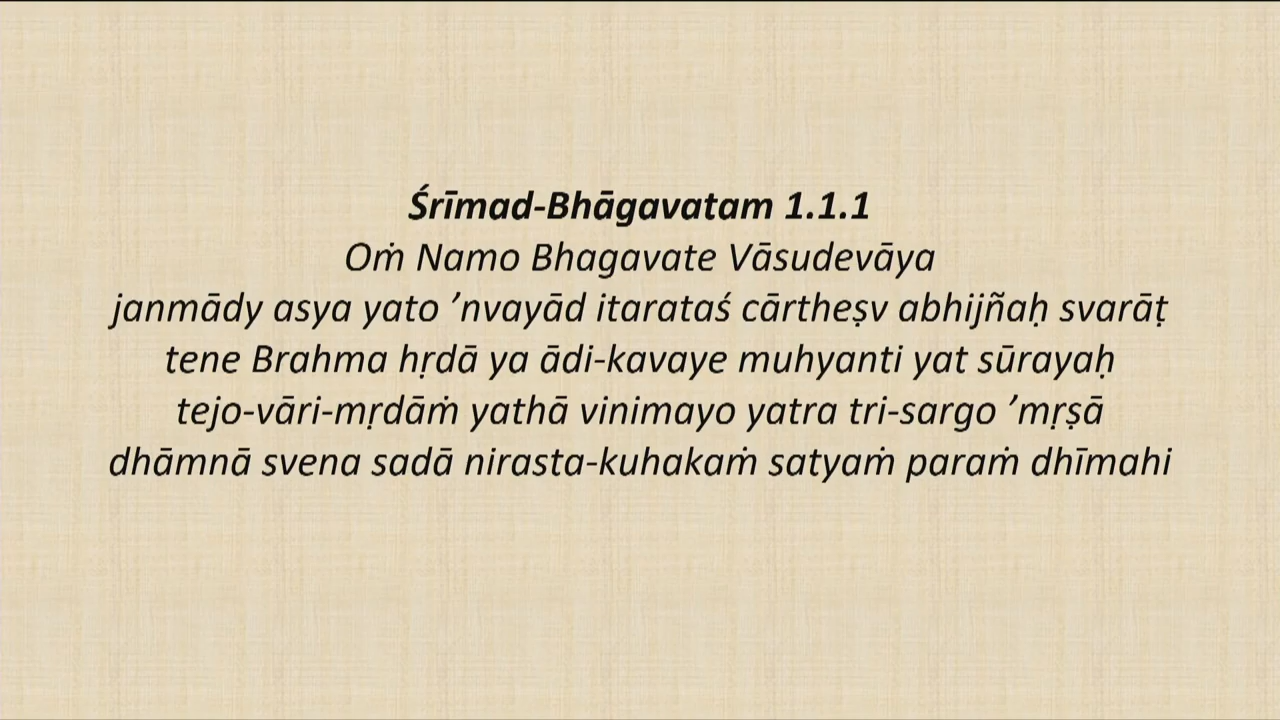 Śrīmad-Bhāgavatam 1.1.1
Oṁ Namo Bhagavate Vāsudevāya
janmādy asya yato ’nvayād itarataś cārtheṣv abhijñaḥ svarāṭ
tene Brahma hṛdā ya ādi-kavaye muhyanti yat sūrayaḥ
tejo-vāri-mṛdāṁ yathā vinimayo yatra tri-sargo ’mṛṣā
dhāmnā svena sadā nirasta-kuhakaṁ satyaṁ paraṁ dhīmahi